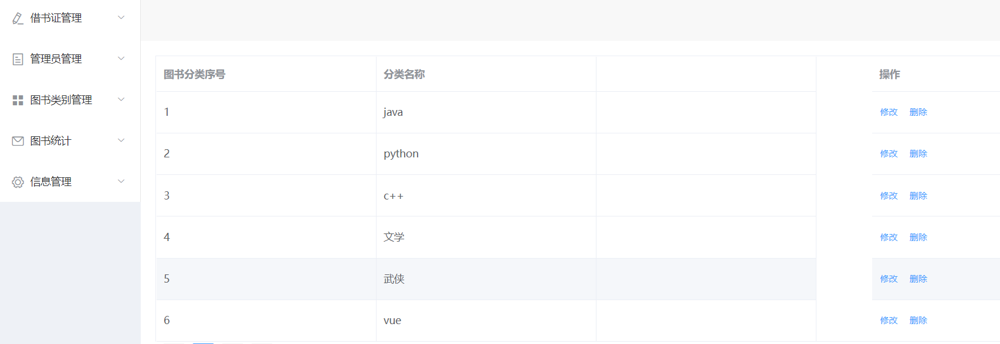 借书证管理
管理员管理
图书类别管理
图书统计
信息管理
图书分类序号 分类名称 操作
1 java 修改 删除
2 python 修改 删除
3 c++ 修改 删除
4 文学 修改 删除
5 武侠 修改 删除
6 vue 修改 删除